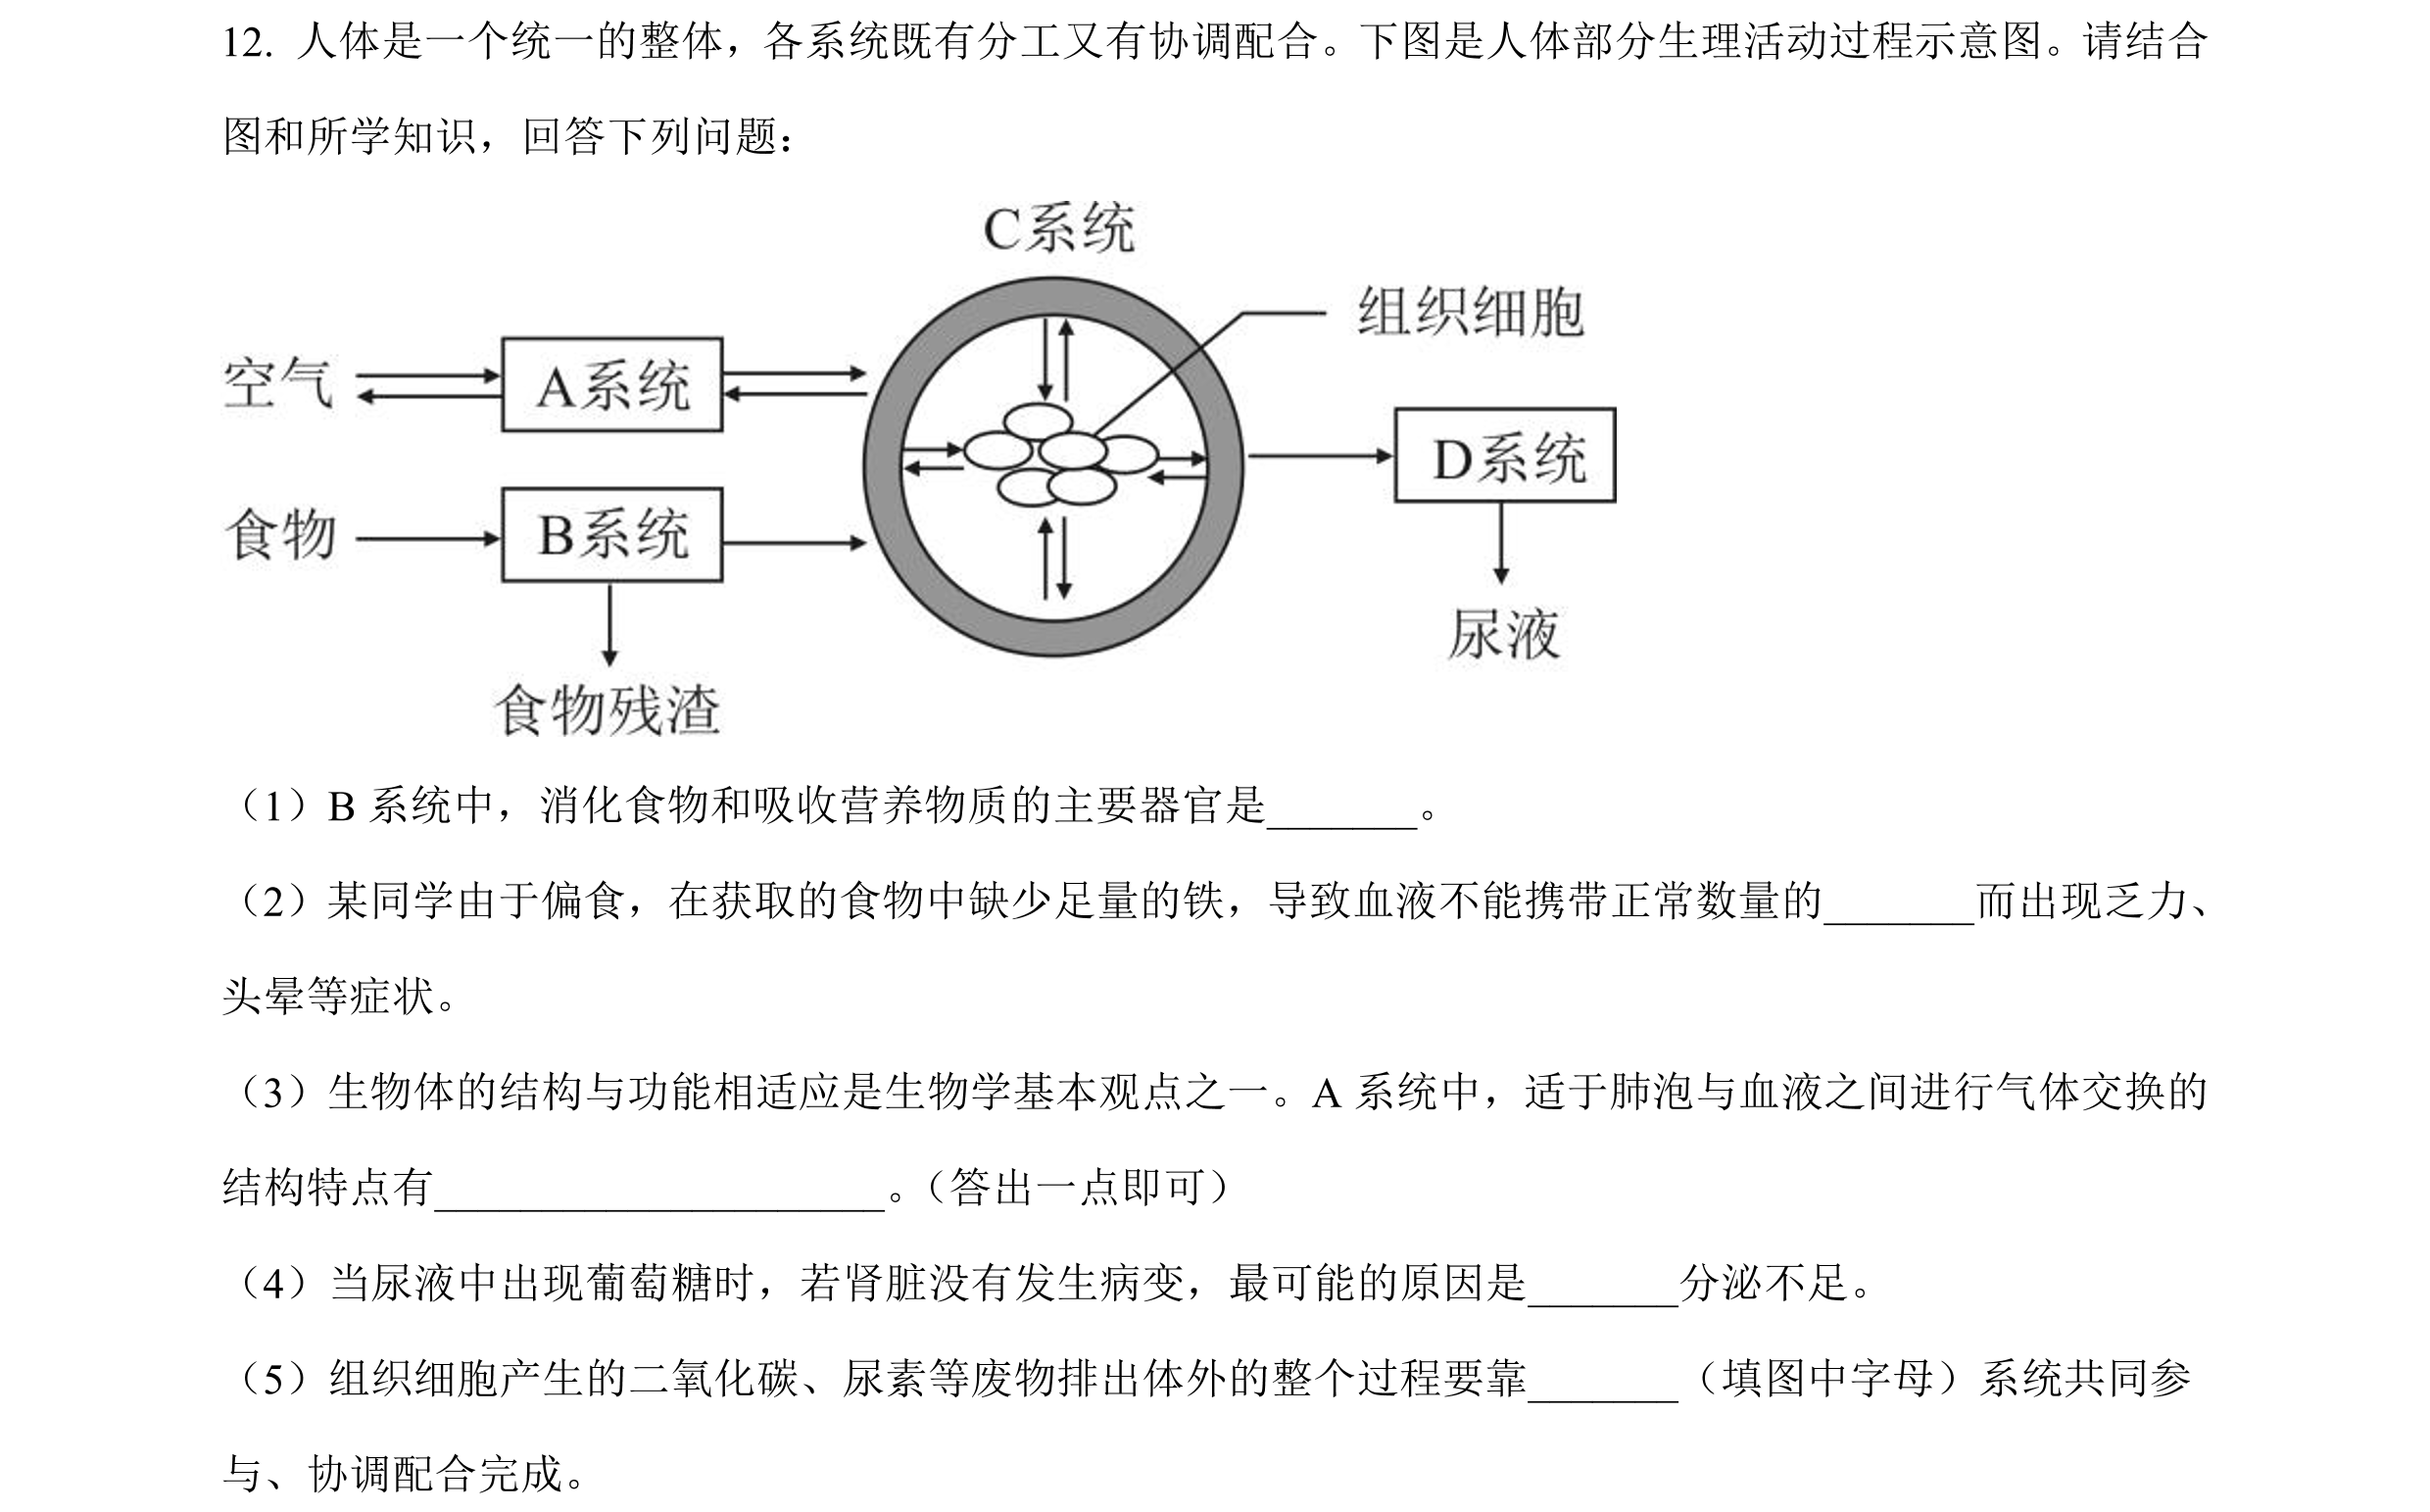 12. 人体是一个统一的整体，各系统既有分工又有协调配合。下图是人体部分生理活动过程示意图。请结合
图和所学知识，回答下列问题：
C系统
组织细胞
空气
A系统
D系统
食物
B系统
尿液
食物残渣
（1）B 系统中，消化食物和吸收营养物质的主要器官是_______。
（2）某同学由于偏食，在获取的食物中缺少足量的铁，导致血液不能携带正常数量的_______而出现乏力、
头晕等症状。
（3）生物体的结构与功能相适应是生物学基本观点之一。A 系统中，适于肺泡与血液之间进行气体交换的
结构特点有_____________________。（答出一点即可）
（4）当尿液中出现葡萄糖时，若肾脏没有发生病变，最可能的原因是_______分泌不足。
（5）组织细胞产生的二氧化碳、尿素等废物排出体外的整个过程要靠_______（填图中字母）系统共同参
与、协调配合完成。